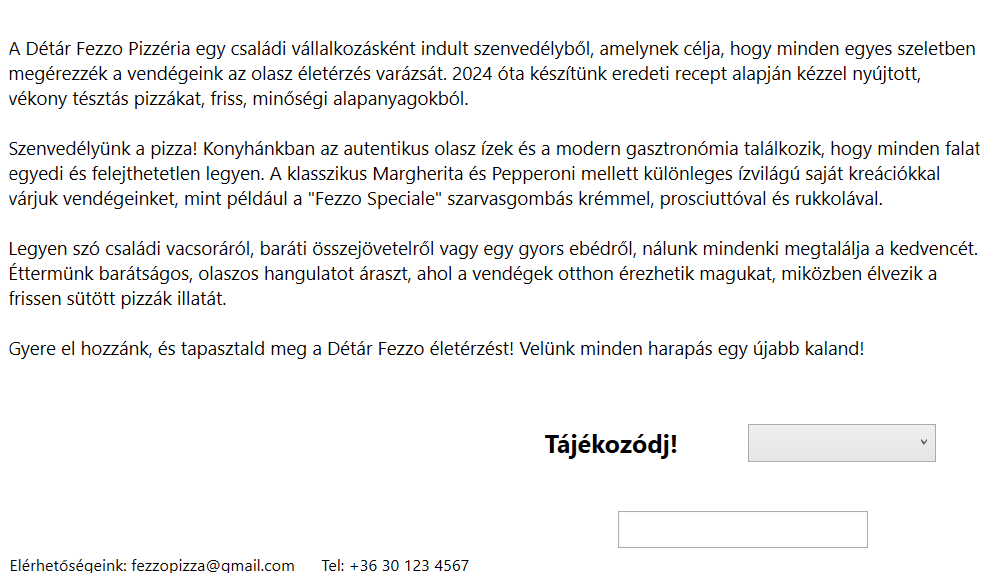 A Détár Fezzo Pizzéria egy családi vállalkozásként indult szenvedélyből, amelynek célja, hogy minden egyes szeletben
megérezzék a vendégeink az olasz életérzés varázsát. 2024 óta készítünk eredeti recept alapján kézzel nyújtott,
vékony tésztás pizzákat, friss, minőségi alapanyagokból.
Szenvedélyünk a pizza! Konyhánkban az autentikus olasz ízek és a modern gasztronómia találkozik, hogy minden falat
egyedi és felejthetetlen legyen. A klasszikus Margherita és Pepperoni mellett különleges ízvilágú saját kreációkkal
várjuk vendégeinket, mint például a "Fezzo Speciale" szarvasgombás krémmel, prosciuttóval és rukkolával.
Legyen szó családi vacsoráról, baráti összejövetelről vagy egy gyors ebédről, nálunk mindenki megtalálja a kedvencét.
Éttermünk barátságos, olaszos hangulatot áraszt, ahol a vendégek otthon érezhetik magukat, miközben élvezik a
frissen sütött pizzák illatát.
Gyere el hozzánk, és tapasztald meg a Détár Fezzo életérzést! Velünk minden harapás egy újabb kaland!
Tájékozódj!
Elérhetőségeink: fezzopizza@gmail.com Tel: +36 30 123 4567